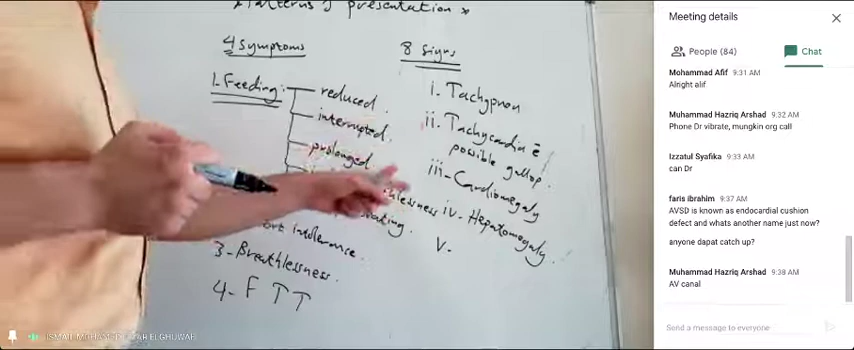 Patterns of presentation *
4 symptoms
1. Feeding
reduced.
interrupted.
prolonged.
hlessness
ating.
intolerance.
3- Breathlessness.
4- F T T
8 Signs
i. Tachypnoea
ii. Tachycardia c̄
possible gallop.
iii- Cardiomegaly
iv- Hepatomegaly.
V-
Meeting details
People (84)
Chat
Mohammad Afif 9:31 AM
Alright alif
Muhammad Hazriq Arshad 9:32 AM
Phone Dr vibrate, mungkin org call
Izzatul Syafika 9:33 AM
can Dr
faris ibrahim 9:37 AM
AVSD is known as endocardial cushion
defect and whats another name just now?
anyone dapat catch up?
Muhammad Hazriq Arshad 9:38 AM
AV canal
Send a message to everyone